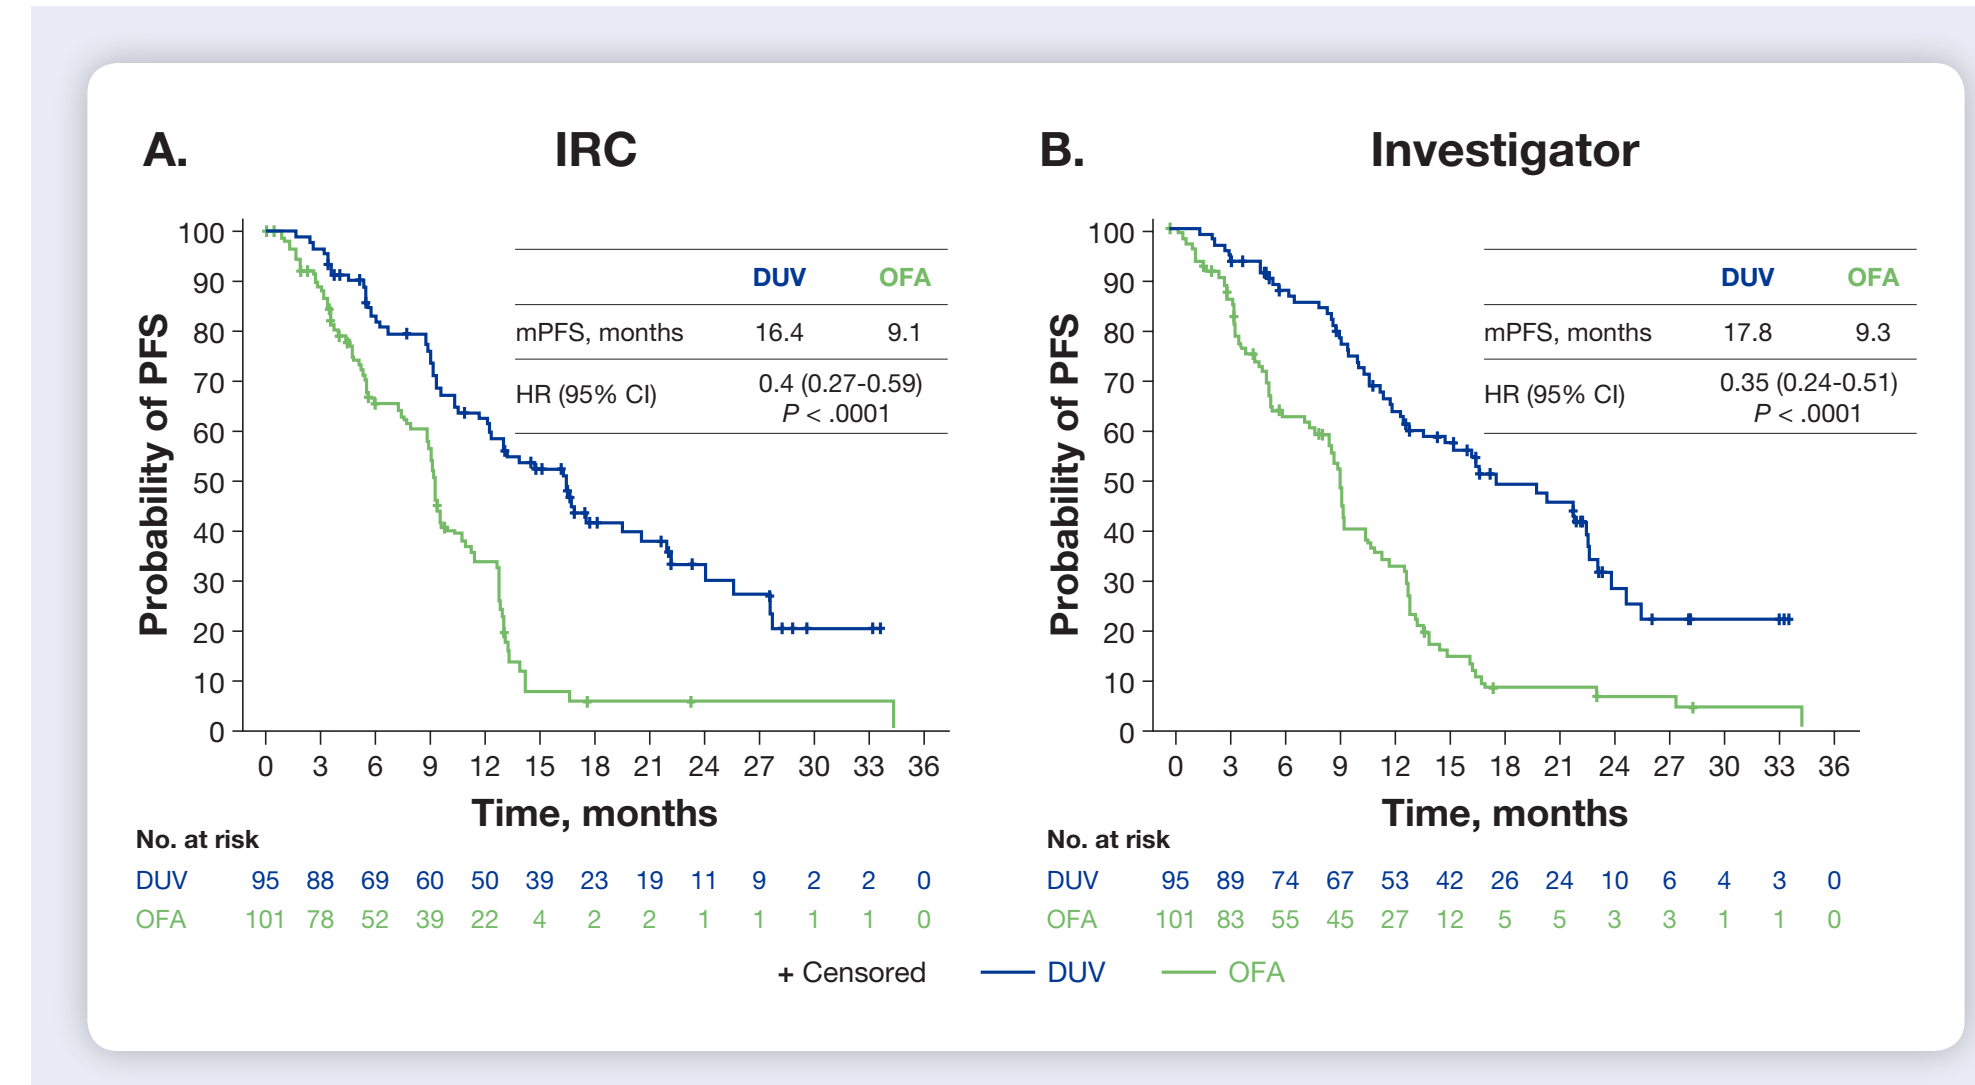 A. IRC
100
90
80
70
60
50
40
30
20
10
0
Probability of PFS
DUV OFA
mPFS, months 16.4 9.1
HR (95% CI) 0.4 (0.27-0.59)
P < .0001
0 3 6 9 12 15 18 21 24 27 30 33 36
Time, months
No. at risk
DUV 95 88 69 60 50 39 23 19 11 9 2 2 0
OFA 101 78 52 39 22 4 2 2 1 1 1 1 0
B. Investigator
100
90
80
70
60
50
40
30
20
10
0
Probability of PFS
DUV OFA
mPFS, months 17.8 9.3
HR (95% CI) 0.35 (0.24-0.51)
P < .0001
0 3 6 9 12 15 18 21 24 27 30 33 36
Time, months
No. at risk
DUV 95 89 74 67 53 42 26 24 10 6 4 3 0
OFA 101 83 55 45 27 12 5 5 3 3 1 1 0
+ Censored DUV OFA